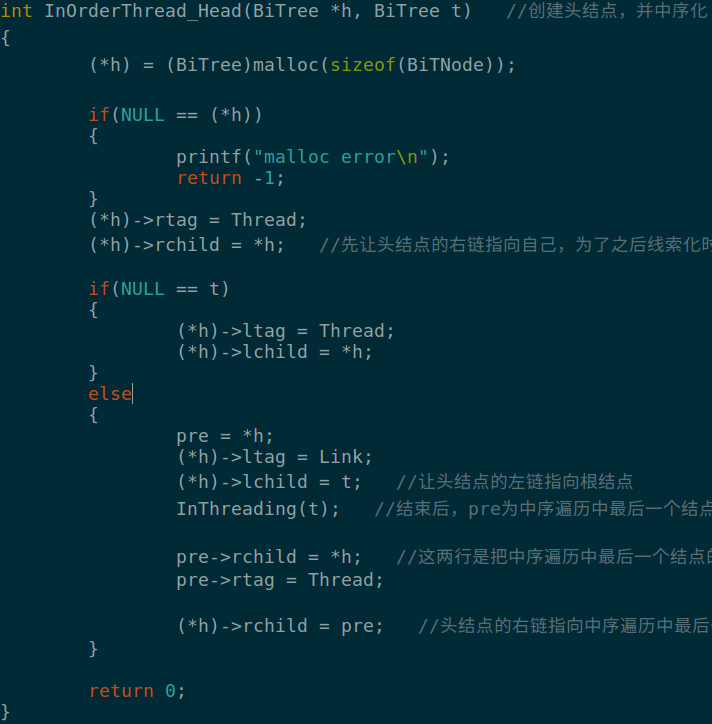 int InOrderThread_Head(BiTree *h, BiTree t)   //创建头结点，并中序化
{
        (*h) = (BiTree)malloc(sizeof(BiTNode));
        if(NULL == (*h))
        {
                printf("malloc error\n");
                return -1;
        }
        (*h)->rtag = Thread;
        (*h)->rchild = *h;   //先让头结点的右链指向自己，为了之后线索化时
        if(NULL == t)
        {
                (*h)->ltag = Thread;
                (*h)->lchild = *h;
        }
        else
        {
                pre = *h;
                (*h)->ltag = Link;
                (*h)->lchild = t;   //让头结点的左链指向根结点
                InThreading(t);   //结束后，pre为中序遍历中最后一个结点
                pre->rchild = *h;   //这两行是把中序遍历中最后一个结点的
                pre->rtag = Thread;
                (*h)->rchild = pre;   //头结点的右链指向中序遍历中最后
        }
        return 0;
}